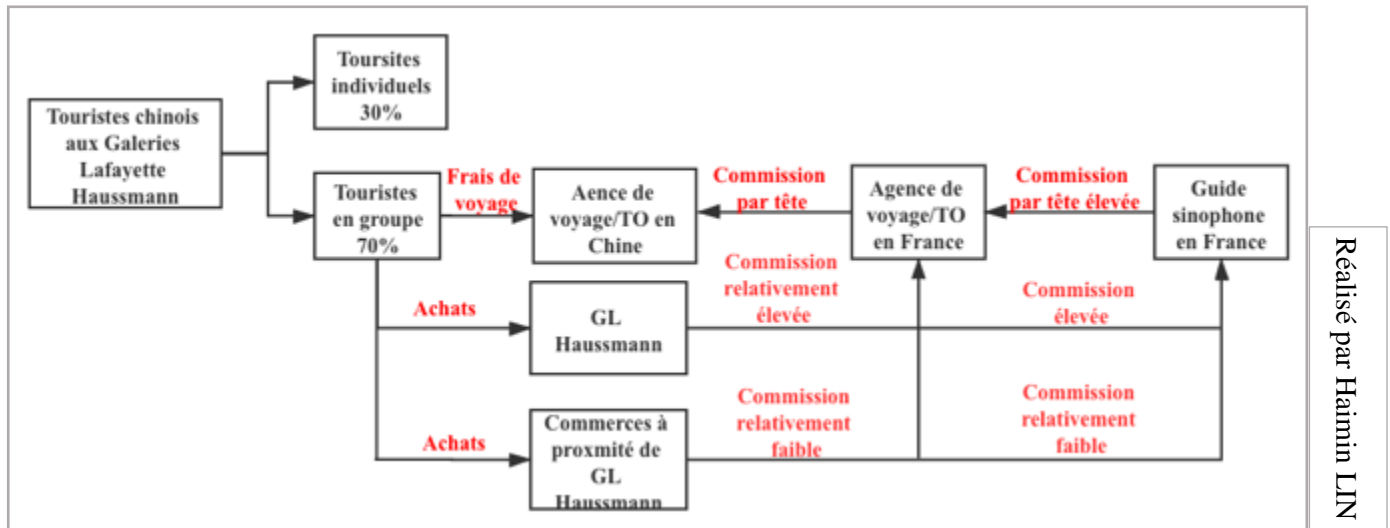 Toursites
individuels
30%
Touristes chinois
aux Galeries
Lafayette
Haussmann
Touristes
en groupe
70%
Frais de
voyage
Aence de
voyage/TO en
Chine
Commission
par tête
Agence de
voyage/TO
en France
Commission
par tête élevée
Guide
sinophone
en France
Achats
GL
Haussmann
Commission
relativement
élevée
Commission
élevée
Achats
Commerces à
proxmité de
GL
Haussmann
Commission
relativement
faible
Commission
relativement
faible
Réalisé par Haimin LIN